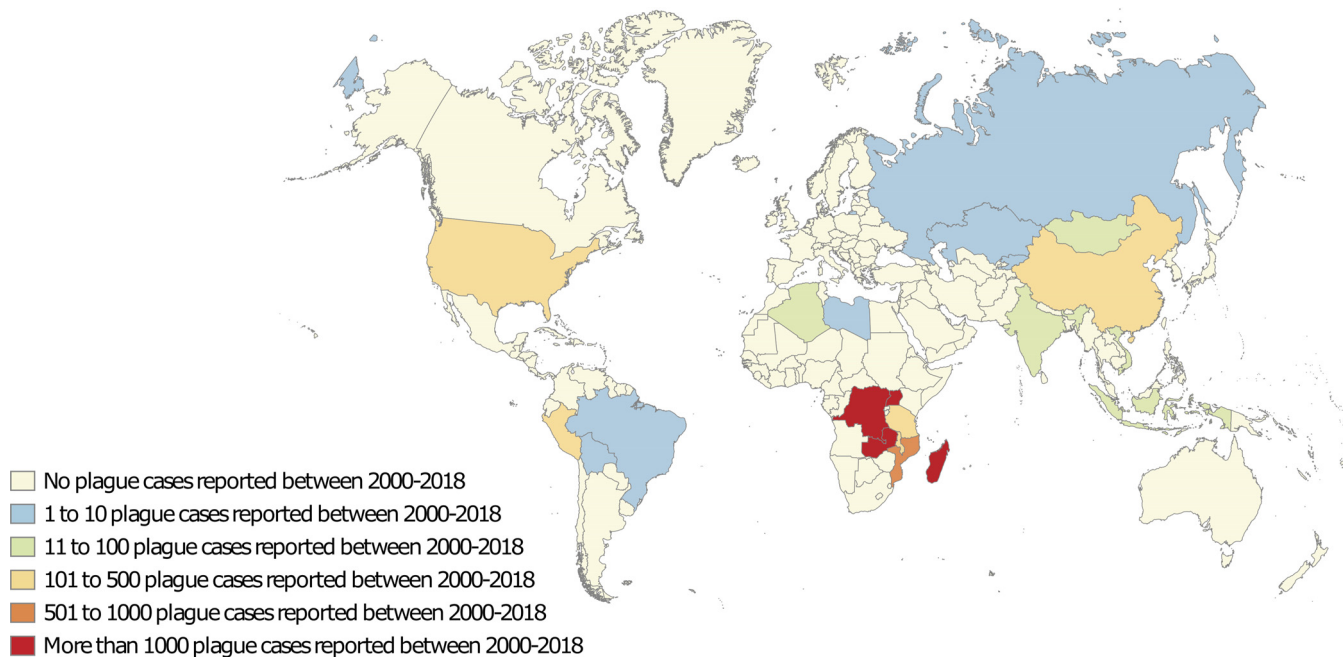 No plague cases reported between 2000-2018
1 to 10 plague cases reported between 2000-2018
11 to 100 plague cases reported between 2000-2018
101 to 500 plague cases reported between 2000-2018
501 to 1000 plague cases reported between 2000-2018
More than 1000 plague cases reported between 2000-2018